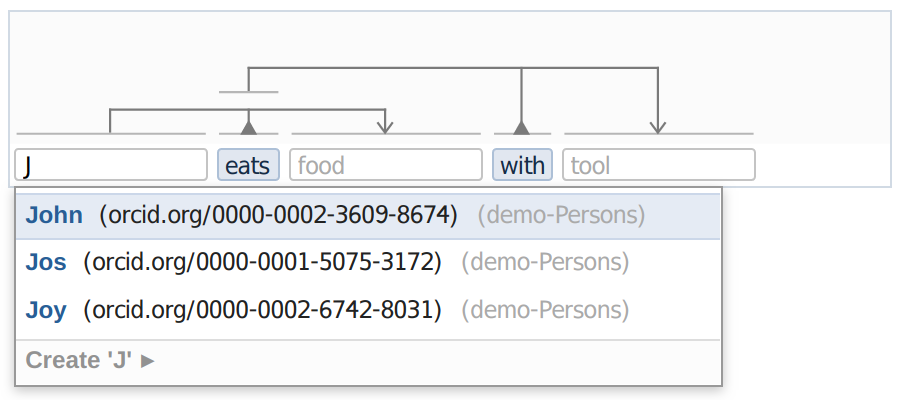 J eats food with tool
John (orcid.org/0000-0002-3609-8674) (demo-Persons)
Jos (orcid.org/0000-0001-5075-3172) (demo-Persons)
Joy (orcid.org/0000-0002-6742-8031) (demo-Persons)
Create 'J' ▸